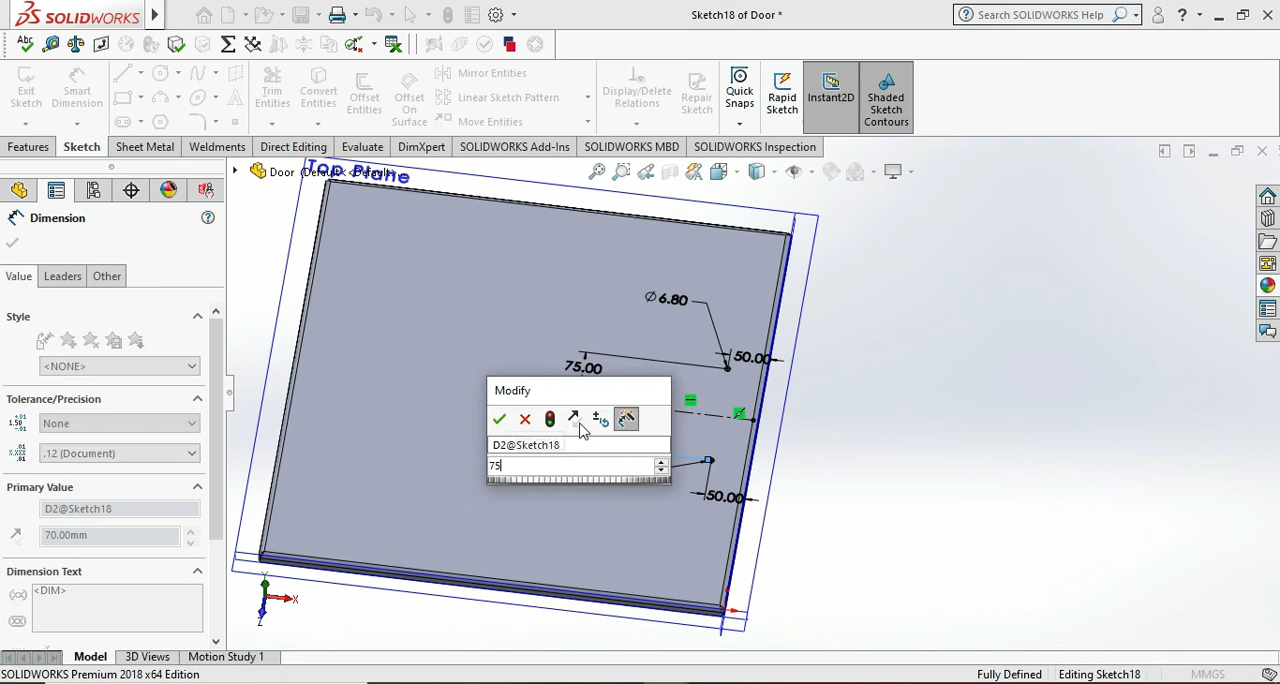 SOLIDWORKS
Sketch18 of Door *
Search SOLIDWORKS Help
?
Exit Sketch
Smart Dimension
Trim Entities
Convert Entities
Offset Entities
Offset On Surface
Mirror Entities
Linear Sketch Pattern
Move Entities
Display/Delete Relations
Repair Sketch
Quick Snaps
Rapid Sketch
Instant2D
Shaded Sketch Contours
Features
Sketch
Sheet Metal
Weldments
Direct Editing
Evaluate
DimXpert
SOLIDWORKS Add-Ins
SOLIDWORKS MBD
SOLIDWORKS Inspection
Top Plane
Door (Default<<Default>
Dimension
Value
Leaders
Other
Style
<NONE>
Tolerance/Precision
None
.12 (Document)
Primary Value
D2@Sketch18
70.00mm
Dimension Text
<DIM>
Ø 6.80
50.00
75.00
Modify
D2@Sketch18
75
50.00
Y
X
Z
Model
3D Views
Motion Study 1
SOLIDWORKS Premium 2018 x64 Edition
Fully Defined
Editing Sketch18
MMGS